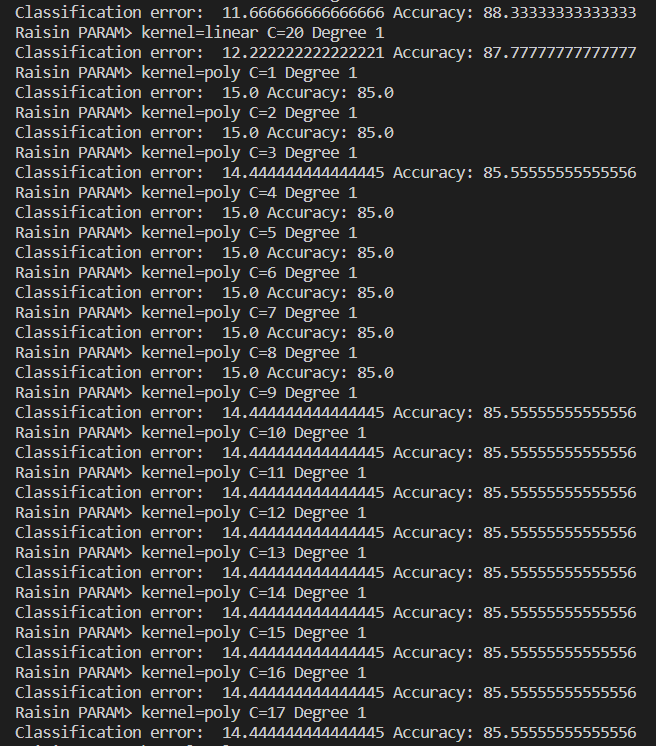 Classification error:  11.666666666666666 Accuracy: 88.33333333333333
Raisin PARAM> kernel=linear C=20 Degree 1
Classification error:  12.222222222222221 Accuracy: 87.77777777777777
Raisin PARAM> kernel=poly C=1 Degree 1
Classification error:  15.0 Accuracy: 85.0
Raisin PARAM> kernel=poly C=2 Degree 1
Classification error:  15.0 Accuracy: 85.0
Raisin PARAM> kernel=poly C=3 Degree 1
Classification error:  14.444444444444445 Accuracy: 85.55555555555556
Raisin PARAM> kernel=poly C=4 Degree 1
Classification error:  15.0 Accuracy: 85.0
Raisin PARAM> kernel=poly C=5 Degree 1
Classification error:  15.0 Accuracy: 85.0
Raisin PARAM> kernel=poly C=6 Degree 1
Classification error:  15.0 Accuracy: 85.0
Raisin PARAM> kernel=poly C=7 Degree 1
Classification error:  15.0 Accuracy: 85.0
Raisin PARAM> kernel=poly C=8 Degree 1
Classification error:  15.0 Accuracy: 85.0
Raisin PARAM> kernel=poly C=9 Degree 1
Classification error:  14.444444444444445 Accuracy: 85.55555555555556
Raisin PARAM> kernel=poly C=10 Degree 1
Classification error:  14.444444444444445 Accuracy: 85.55555555555556
Raisin PARAM> kernel=poly C=11 Degree 1
Classification error:  14.444444444444445 Accuracy: 85.55555555555556
Raisin PARAM> kernel=poly C=12 Degree 1
Classification error:  14.444444444444445 Accuracy: 85.55555555555556
Raisin PARAM> kernel=poly C=13 Degree 1
Classification error:  14.444444444444445 Accuracy: 85.55555555555556
Raisin PARAM> kernel=poly C=14 Degree 1
Classification error:  14.444444444444445 Accuracy: 85.55555555555556
Raisin PARAM> kernel=poly C=15 Degree 1
Classification error:  14.444444444444445 Accuracy: 85.55555555555556
Raisin PARAM> kernel=poly C=16 Degree 1
Classification error:  14.444444444444445 Accuracy: 85.55555555555556
Raisin PARAM> kernel=poly C=17 Degree 1
Classification error:  14.444444444444445 Accuracy: 85.55555555555556